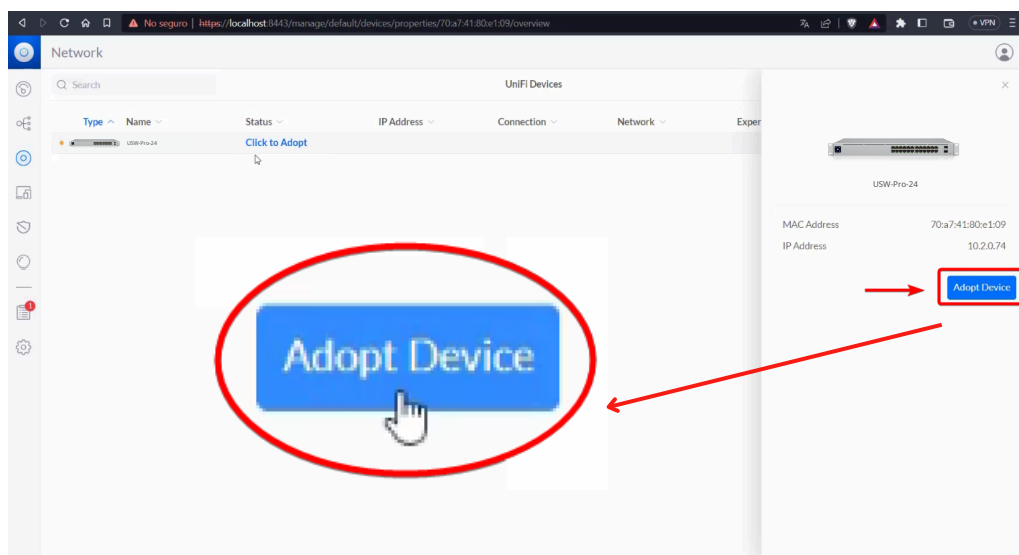 No seguro | https://localhost:8443/manage/default/devices/properties/70:a7:41:80:e1:09/overview
VPN
Network
Search
UniFi Devices
Type Name Status IP Address Connection Network Exper
USW-Pro-24 Click to Adopt
USW-Pro-24
MAC Address 70:a7:41:80:e1:09
IP Address 10.2.0.74
Adopt Device
Adopt Device
1